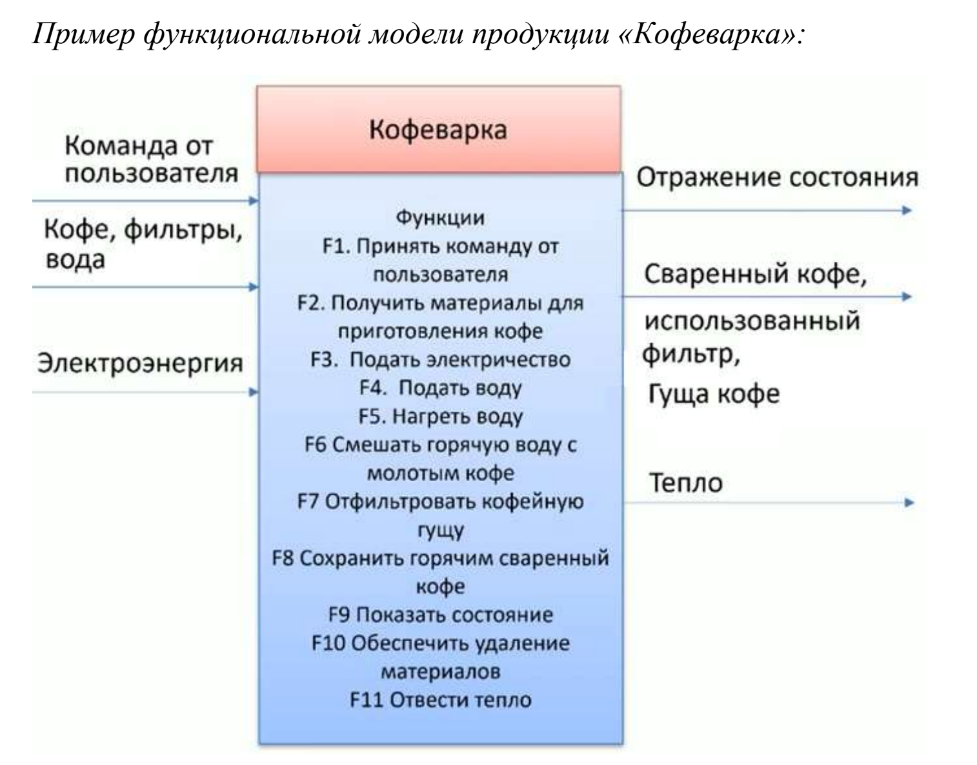 Пример функциональной модели продукции «Кофеварка»:
Кофеварка
Команда от
пользователя
Кофе, фильтры,
вода
Электроэнергия
Функции
F1. Принять команду от
пользователя
F2. Получить материалы для
приготовления кофе
F3. Подать электричество
F4. Подать воду
F5. Нагреть воду
F6 Смешать горячую воду с
молотым кофе
F7 Отфильтровать кофейную
гущу
F8 Сохранить горячим сваренный
кофе
F9 Показать состояние
F10 Обеспечить удаление
материалов
F11 Отвести тепло
Отражение состояния
Сваренный кофе,
использованный
фильтр,
Гуща кофе
Тепло